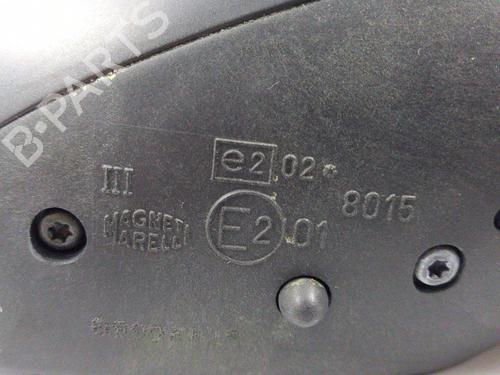 B-PARTS
e2 02*
III
8015
MAGNETI
MARELLI
E2 01